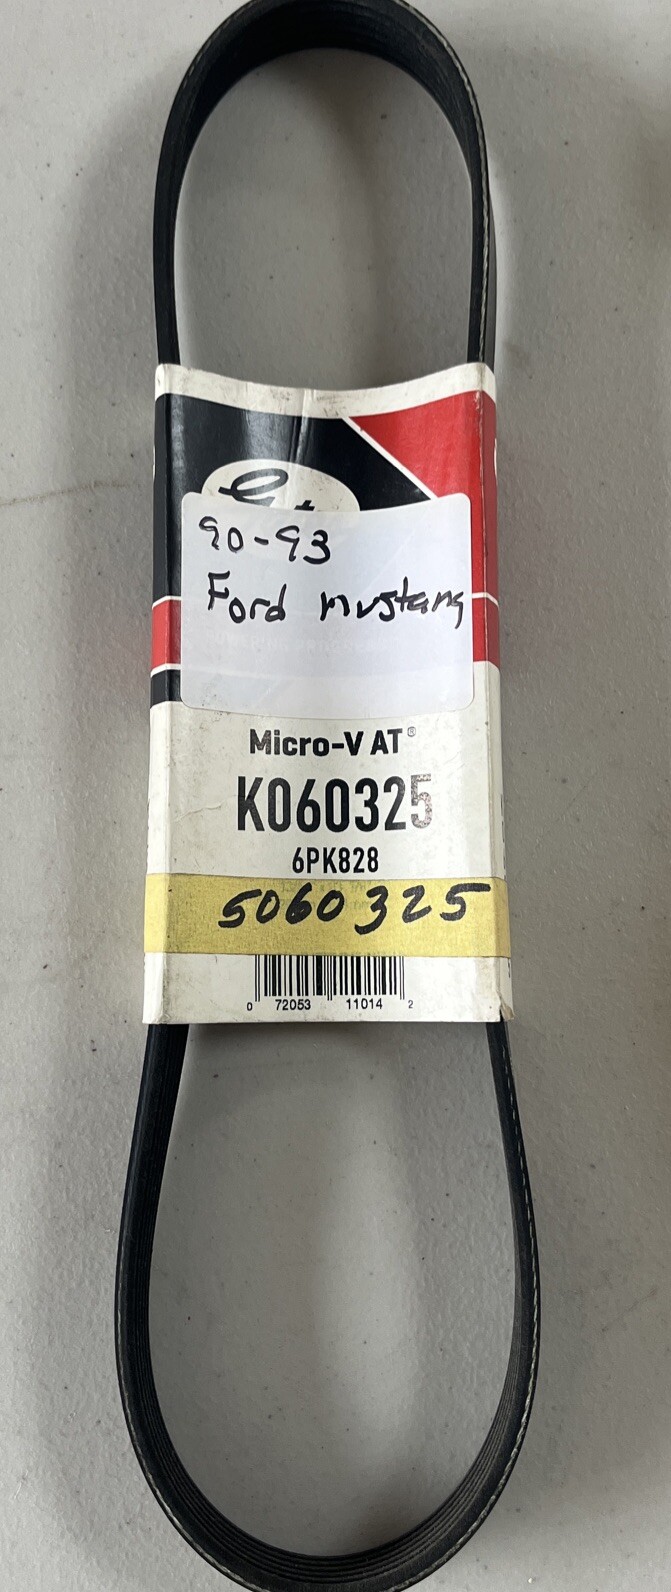 90-93
Ford mustang
Micro-V AT®
K060325
6PK828
5060325
0 72053 11014 2